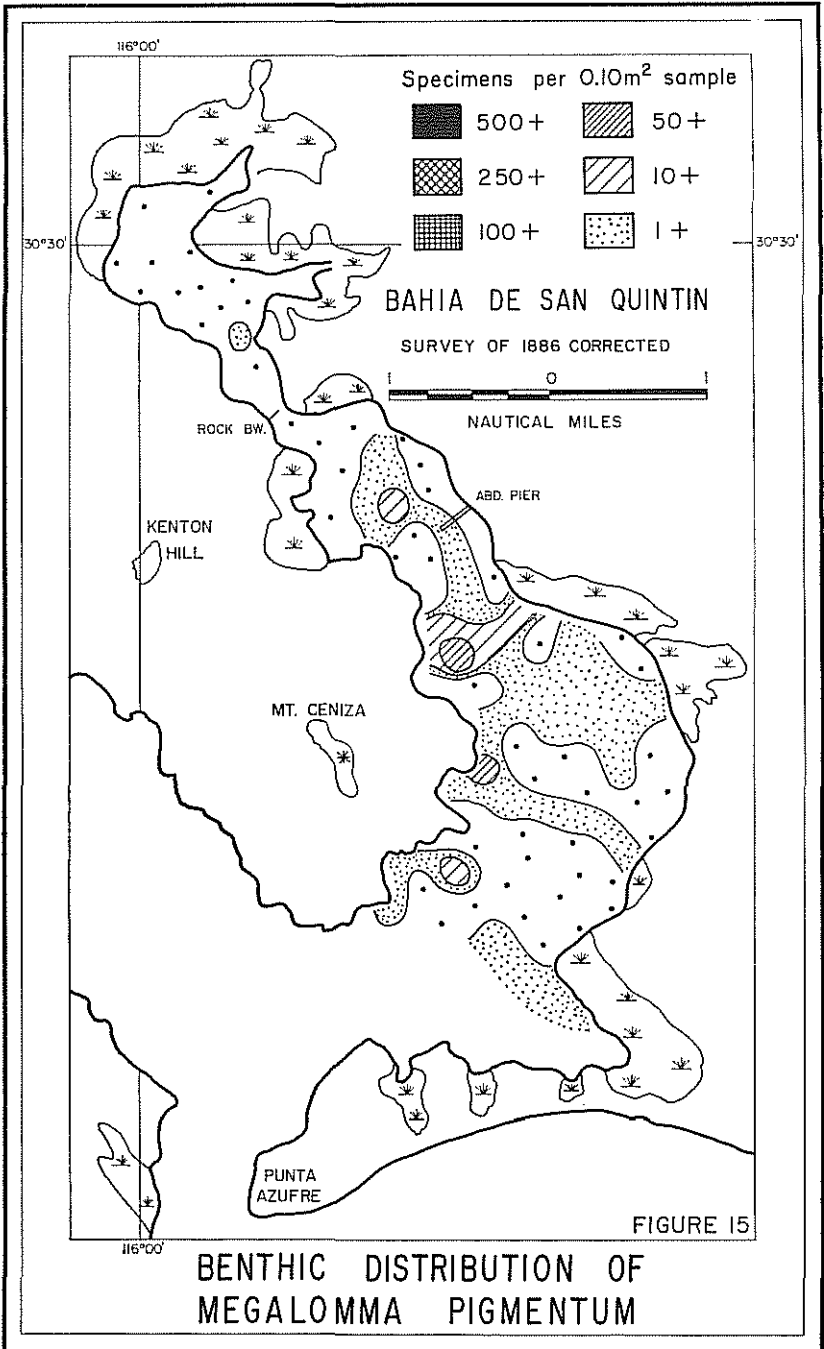 116°00'
Specimens per 0.10m² sample
500+ 50+
250+ 10+
100+ 1+
30°30' 30°30'
BAHIA DE SAN QUINTIN
SURVEY OF 1886 CORRECTED
1 0 1
NAUTICAL MILES
ROCK BW.
ABD. PIER
KENTON
HILL
MT. CENIZA
PUNTA
AZUFRE
FIGURE 15
116°00'
BENTHIC DISTRIBUTION OF
MEGALOMMA PIGMENTUM